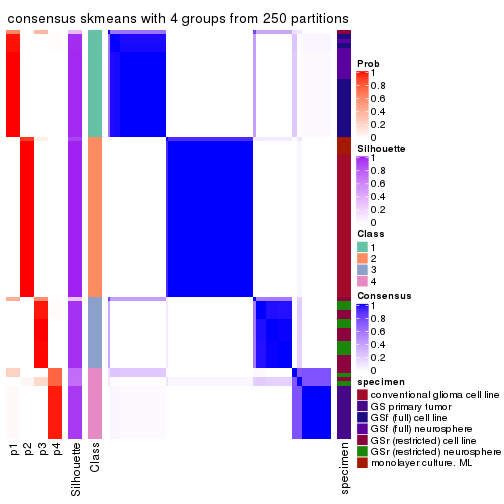 consensus skmeans with 4 groups from 250 partitions
Prob
1
0.8
0.6
0.4
0.2
0
Silhouette
1
0.8
0.6
0.4
0.2
0
Class
1
2
3
4
Consensus
1
0.8
0.6
0.4
0.2
0
specimen
conventional glioma cell line
GS primary tumor
GSf (full) cell line
GSf (full) neurosphere
GSr (restricted) cell line
GSr (restricted) neurosphere
monolayer culture. ML
p1
p2
p3
p4
Silhouette
Class
specimen